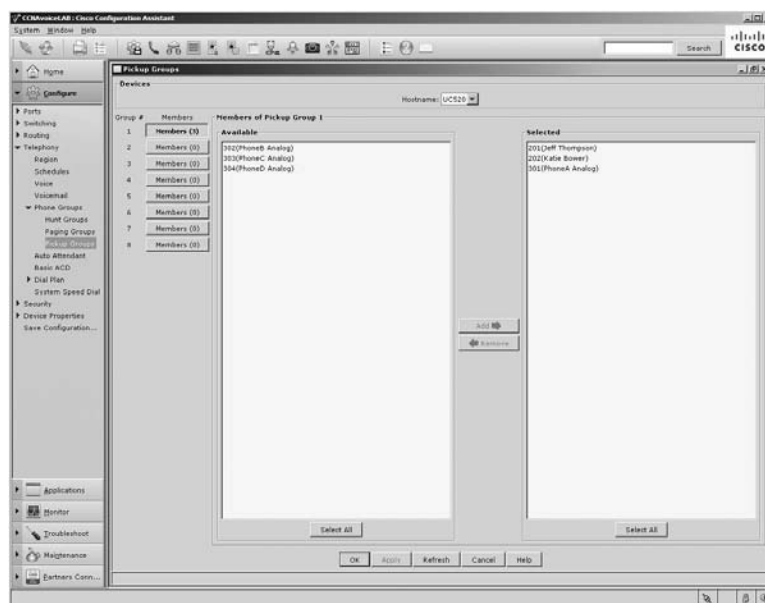 CCNAvoiceLAB : Cisco Configuration Assistant
System Window Help
Search
CISCO
Home
Configure
Ports
Switching
Routing
Telephony
Region
Schedules
Voice
Voicemail
Phone Groups
Hunt Groups
Paging Groups
Pickup Groups
Auto Attendant
Basic ACD
Dial Plan
System Speed Dial
Security
Device Properties
Save Configuration...
Applications
Monitor
Troubleshoot
Maintenance
Partners Conn...
Pickup Groups
Devices
Hostname: UC520
Group # Members
1 Members (3)
2 Members (0)
3 Members (0)
4 Members (0)
5 Members (0)
6 Members (0)
7 Members (0)
8 Members (0)
Members of Pickup Group 1
Available
302(PhoneB Analog)
303(PhoneC Analog)
304(PhoneD Analog)
Select All
Add
Remove
Selected
201(Jeff Thompson)
202(Katie Bower)
301(PhoneA Analog)
Select All
OK Apply Refresh Cancel Help